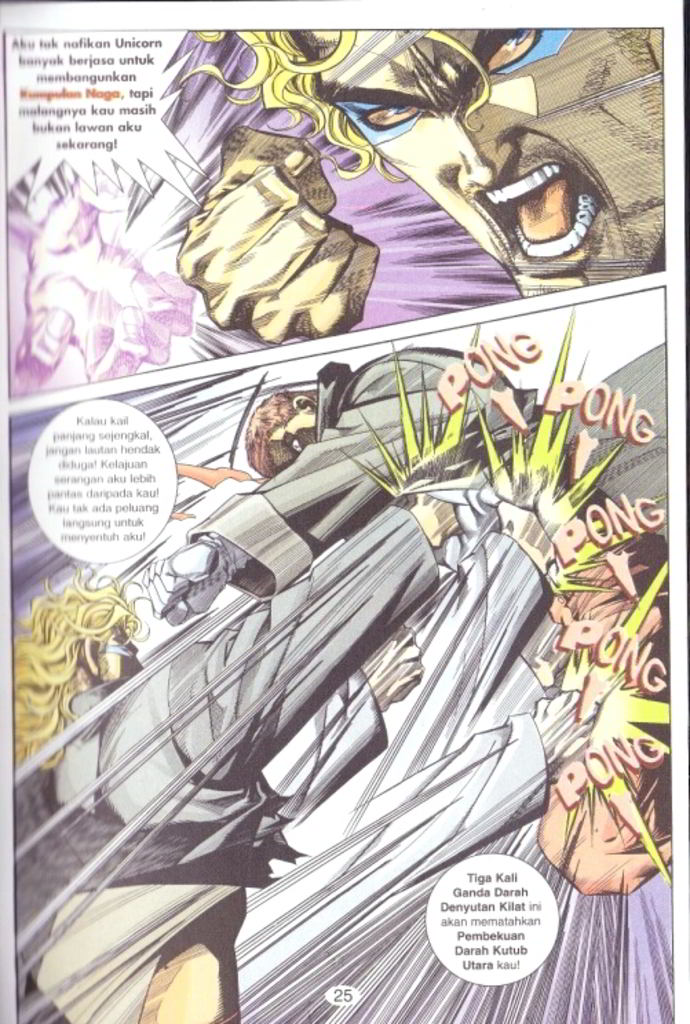 Aku tak nafikan Unicorn
banyak berjasa untuk
membangunkan
Kumpulan Naga, tapi
malangnya kau masih
bukan lawan aku
sekarang!
PONG
PONG
PONG
PONG
PONG
Kalau kail
panjang sejengkal,
jangan lautan hendak
diduga! Kelajuan
serangan aku lebih
pantas daripada kau!
Kau tak ada peluang
langsung untuk
menyentuh aku!
Tiga Kali
Ganda Darah
Denyutan Kilat ini
akan mematahkan
Pembekuan
Darah Kutub
Utara kau!
25